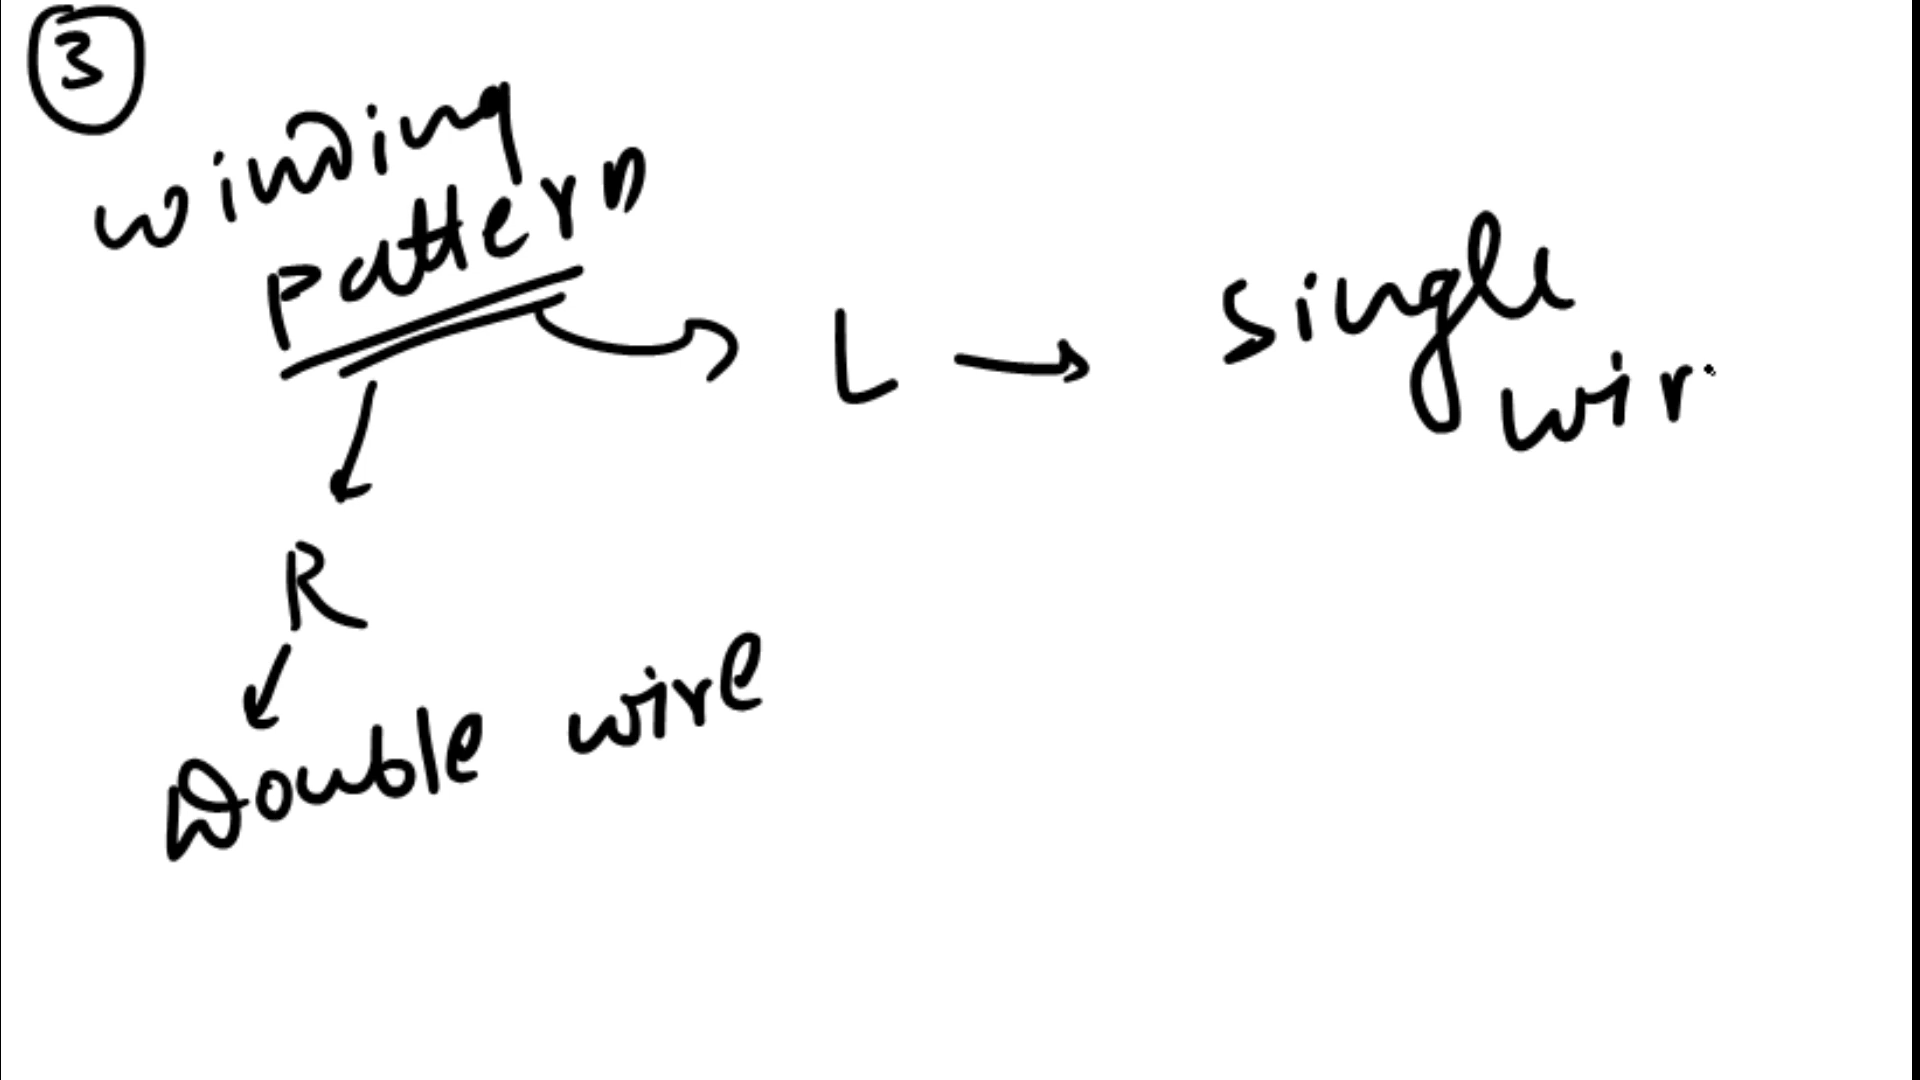 3
winding
pattern
L → single
wir
R
Double wire